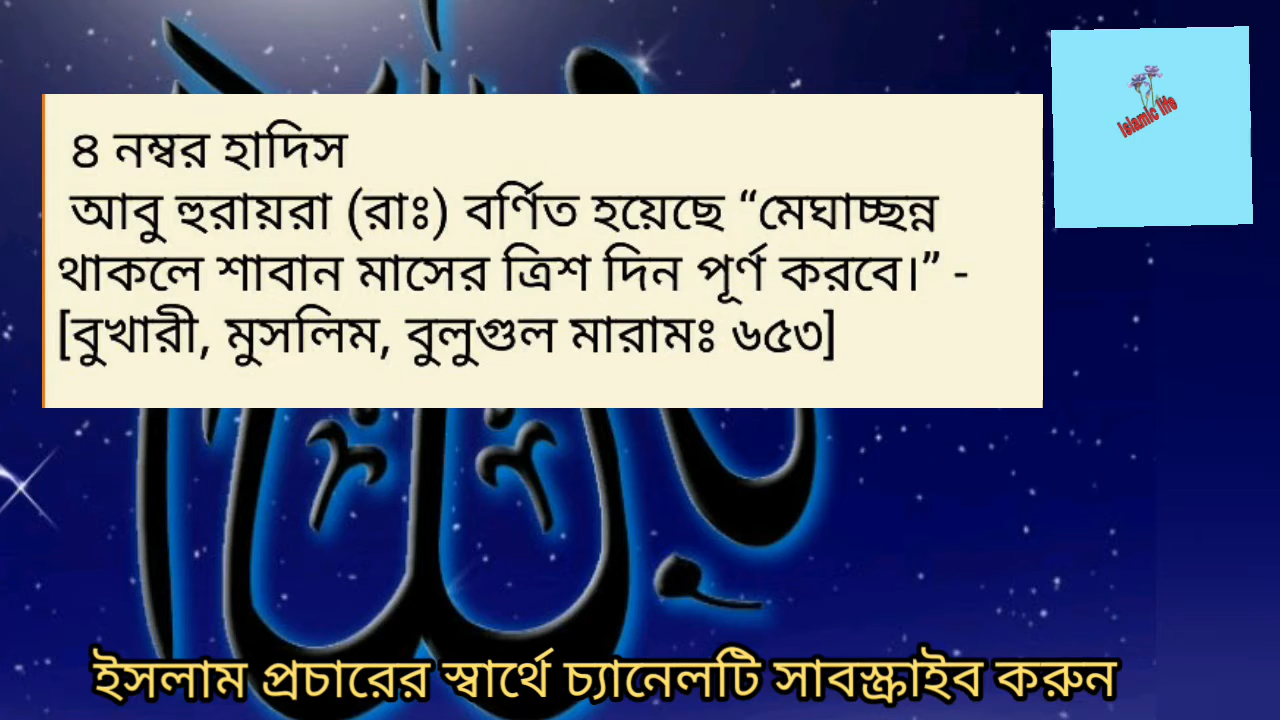 ৪ নম্বর হাদিস
আবু হুরায়রা (রাঃ) বর্ণিত হয়েছে “মেঘাচ্ছন্ন
থাকলে শাবান মাসের ত্রিশ দিন পূর্ণ করবে।” -
[বুখারী, মুসলিম, বুলুগুল মারামঃ ৬৫৩]
Islamic life
ইসলাম প্রচারের স্বার্থে চ্যানেলটি সাবস্ক্রাইব করুন